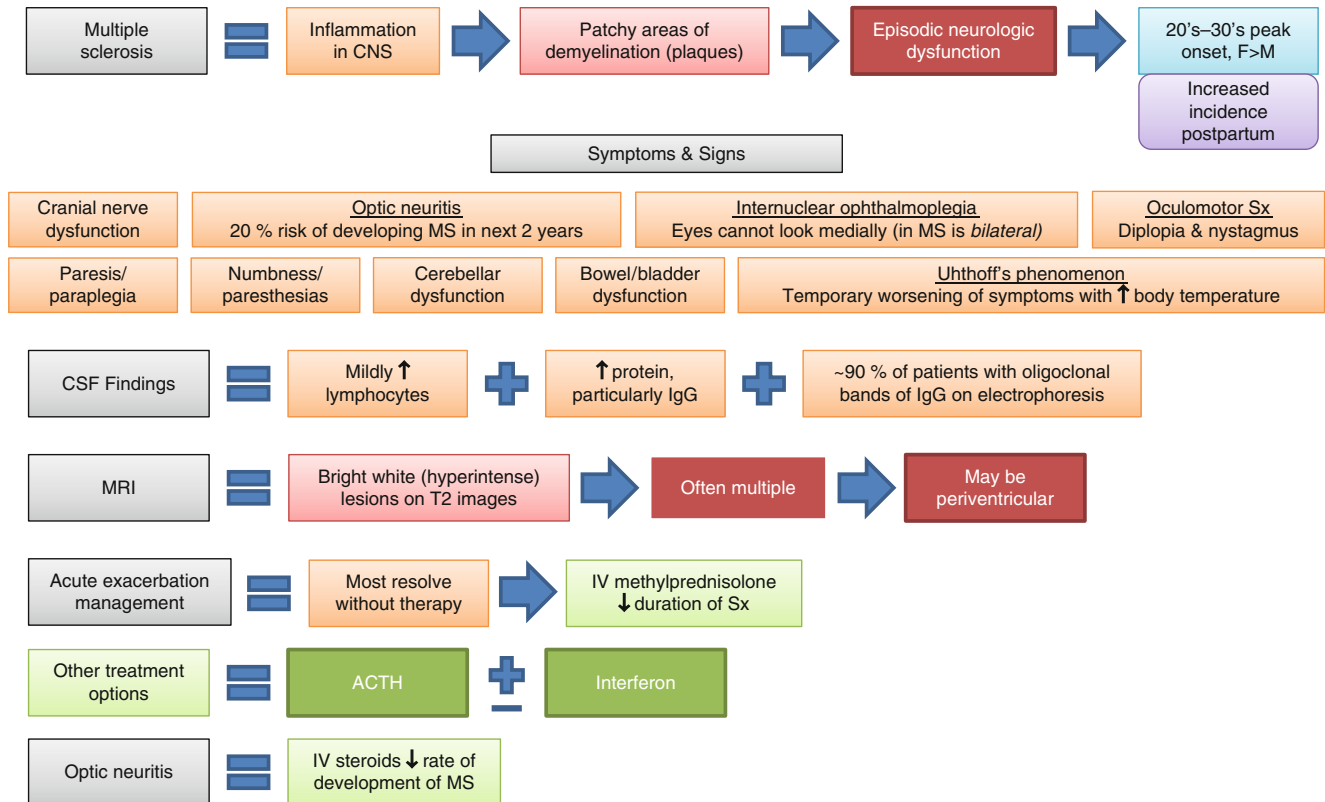 Multiple
sclerosis
Inflammation
in CNS
Patchy areas of
demyelination (plaques)
Episodic neurologic
dysfunction
20's–30's peak
onset, F>M
Increased
incidence
postpartum
Symptoms & Signs
Cranial nerve
dysfunction
Optic neuritis
20 % risk of developing MS in next 2 years
Internuclear ophthalmoplegia
Eyes cannot look medially (in MS is bilateral)
Oculomotor Sx
Diplopia & nystagmus
Paresis/
paraplegia
Numbness/
paresthesias
Cerebellar
dysfunction
Bowel/bladder
dysfunction
Uhthoff's phenomenon
Temporary worsening of symptoms with ↑ body temperature
CSF Findings
Mildly ↑
lymphocytes
↑ protein,
particularly IgG
~90 % of patients with oligoclonal
bands of IgG on electrophoresis
MRI
Bright white (hyperintense)
lesions on T2 images
Often multiple
May be
periventricular
Acute exacerbation
management
Most resolve
without therapy
IV methylprednisolone
↓ duration of Sx
Other treatment
options
ACTH
Interferon
Optic neuritis
IV steroids ↓ rate of
development of MS